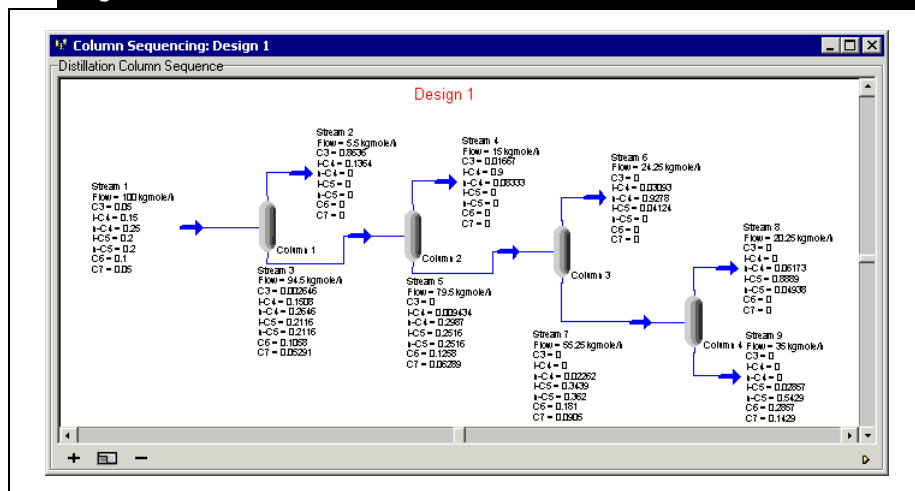 Column Sequencing: Design 1
Distillation Column Sequence
Design 1
Stream 1
Flow = 100 kgmole/h
C3 = 0.05
i-C4 = 0.15
n-C4 = 0.25
i-C5 = 0.2
n-C5 = 0.2
C6 = 0.1
C7 = 0.05
Stream 2
Flow = 5.5 kgmole/h
C3 = 0.8636
i-C4 = 0.1364
n-C4 = 0
i-C5 = 0
n-C5 = 0
C6 = 0
C7 = 0
Column 1
Stream 3
Flow = 94.5 kgmole/h
C3 = 0.002646
i-C4 = 0.1508
n-C4 = 0.2646
i-C5 = 0.2116
n-C5 = 0.2116
C6 = 0.1058
C7 = 0.05291
Stream 4
Flow = 15 kgmole/h
C3 = 0.01667
i-C4 = 0.9
n-C4 = 0.08333
i-C5 = 0
n-C5 = 0
C6 = 0
C7 = 0
Column 2
Stream 5
Flow = 79.5 kgmole/h
C3 = 0
i-C4 = 0.009434
n-C4 = 0.2987
i-C5 = 0.2516
n-C5 = 0.2516
C6 = 0.1258
C7 = 0.06289
Stream 6
Flow = 24.25 kgmole/h
C3 = 0
i-C4 = 0.03093
n-C4 = 0.9278
i-C5 = 0.04124
n-C5 = 0
C6 = 0
C7 = 0
Column 3
Stream 7
Flow = 55.25 kgmole/h
C3 = 0
i-C4 = 0
n-C4 = 0.02262
i-C5 = 0.3439
n-C5 = 0.362
C6 = 0.181
C7 = 0.0905
Stream 8
Flow = 20.25 kgmole/h
C3 = 0
i-C4 = 0
n-C4 = 0.06173
i-C5 = 0.8889
n-C5 = 0.04938
C6 = 0
C7 = 0
Column 4
Stream 9
Flow = 35 kgmole/h
C3 = 0
i-C4 = 0
n-C4 = 0
i-C5 = 0.02857
n-C5 = 0.5429
C6 = 0.2857
C7 = 0.1429